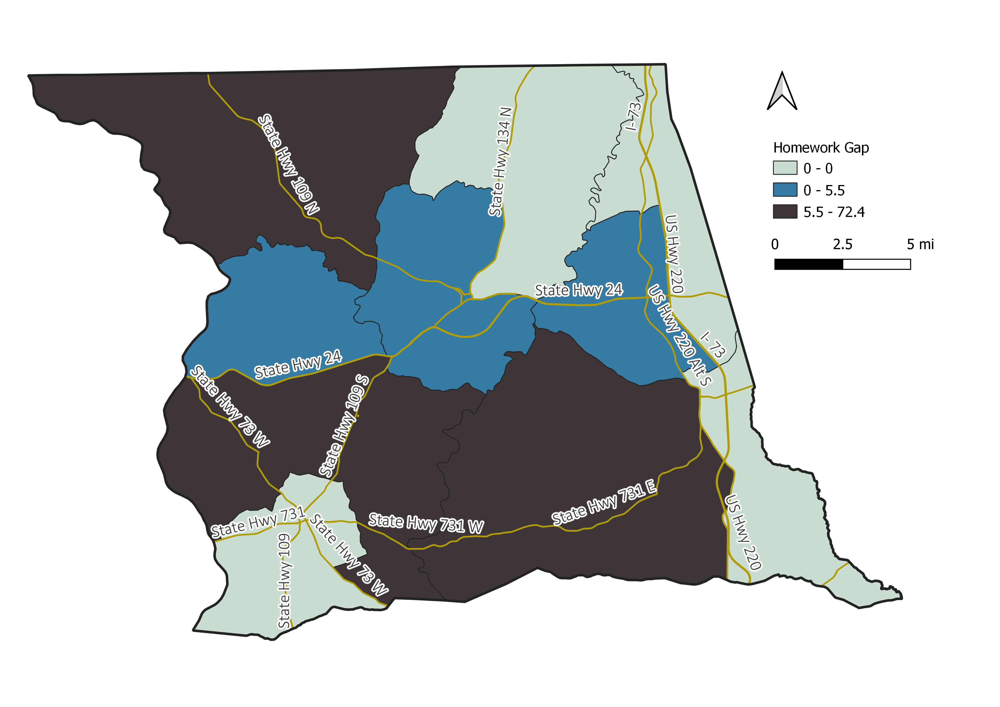 State Hwy 109 N
State Hwy 134 N
I- 73
Homework Gap
0 - 0
0 - 5.5
5.5 - 72.4
0 2.5 5 mi
US Hwy 220
State Hwy 24
US Hwy 220 Alt S
I- 73
State Hwy 24
State Hwy 73 W
State Hwy 109 S
State Hwy 731
State Hwy 731 W
State Hwy 731 E
State Hwy 109
State Hwy 73 W
US Hwy 220